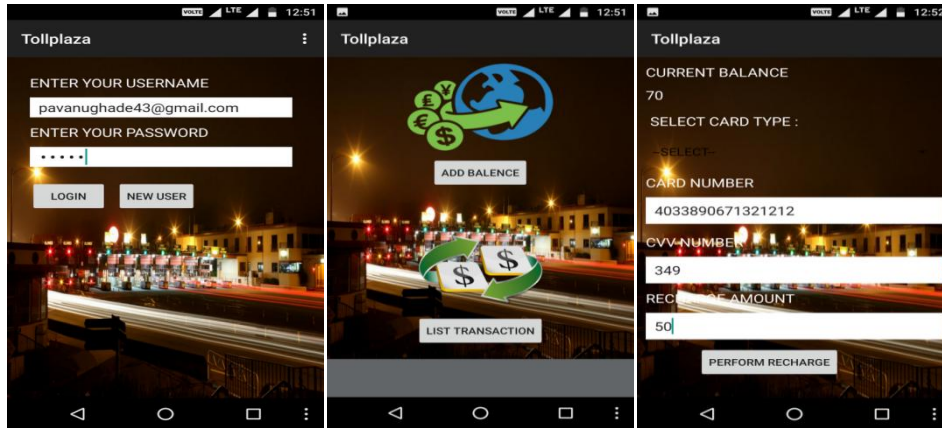 VOLTE LTE 12:51
Tollplaza
ENTER YOUR USERNAME
pavanughade43@gmail.com
ENTER YOUR PASSWORD
•••••
LOGIN NEW USER
VOLTE LTE 12:51
Tollplaza
£ ¥ € $
ADD BALENCE
$ $
LIST TRANSACTION
VOLTE LTE 12:52
Tollplaza
CURRENT BALANCE
70
SELECT CARD TYPE :
--SELECT--
CARD NUMBER
4033890671321212
CVV NUMBER
349
RECHARGE AMOUNT
50
PERFORM RECHARGE